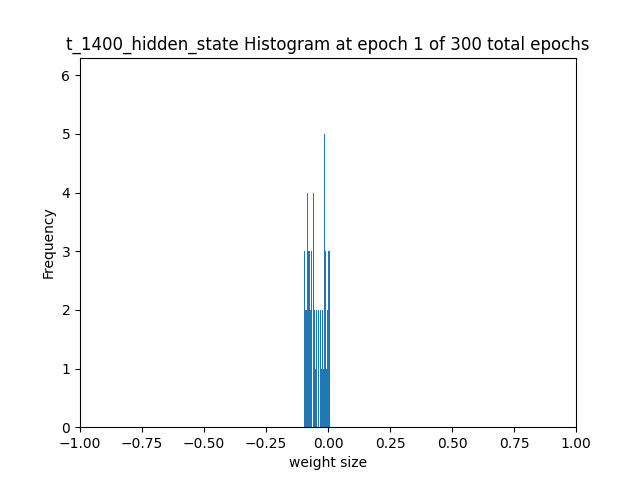 t_1400_hidden_state Histogram at epoch 1 of 300 total epochs
6
5
4
3
2
1
0
Frequency
−1.00 −0.75 −0.50 −0.25 0.00 0.25 0.50 0.75 1.00
weight size